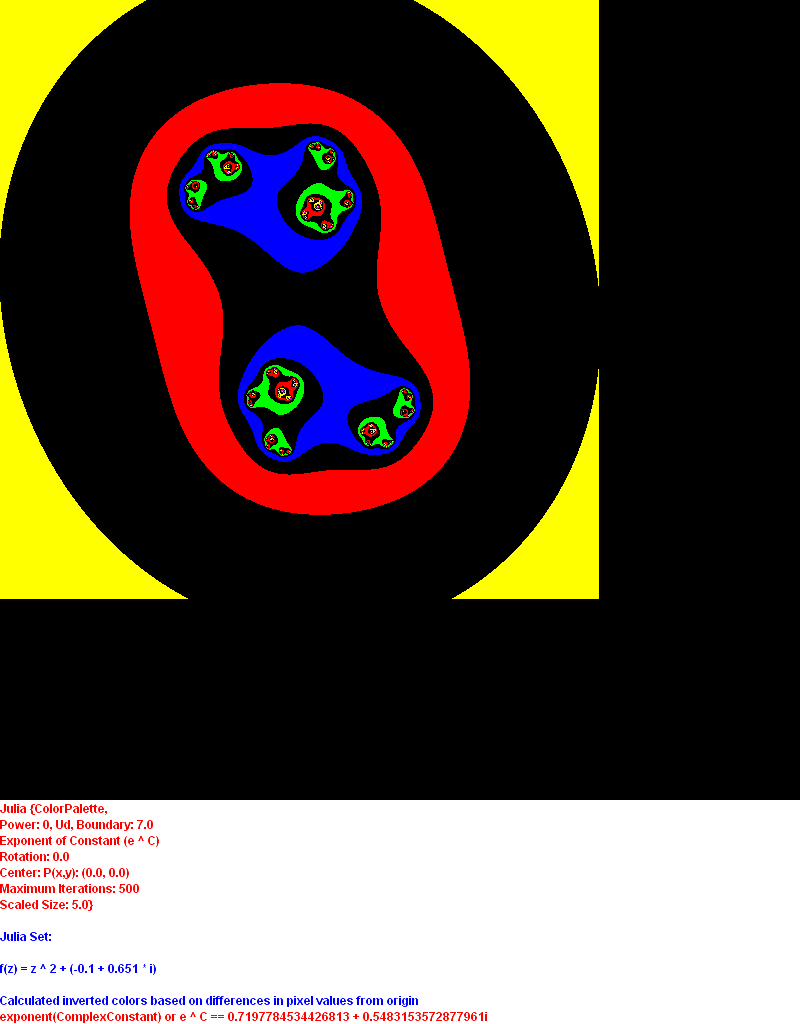 Julia {ColorPalette,
Power: 0, Ud, Boundary: 7.0
Exponent of Constant (e ^ C)
Rotation: 0.0
Center: P(x,y): (0.0, 0.0)
Maximum Iterations: 500
Scaled Size: 5.0}
Julia Set:
f(z) = z ^ 2 + (-0.1 + 0.651 * i)
Calculated inverted colors based on differences in pixel values from origin
exponent(ComplexConstant) or e ^ C == 0.7197784534426813 + 0.5483153572877961i